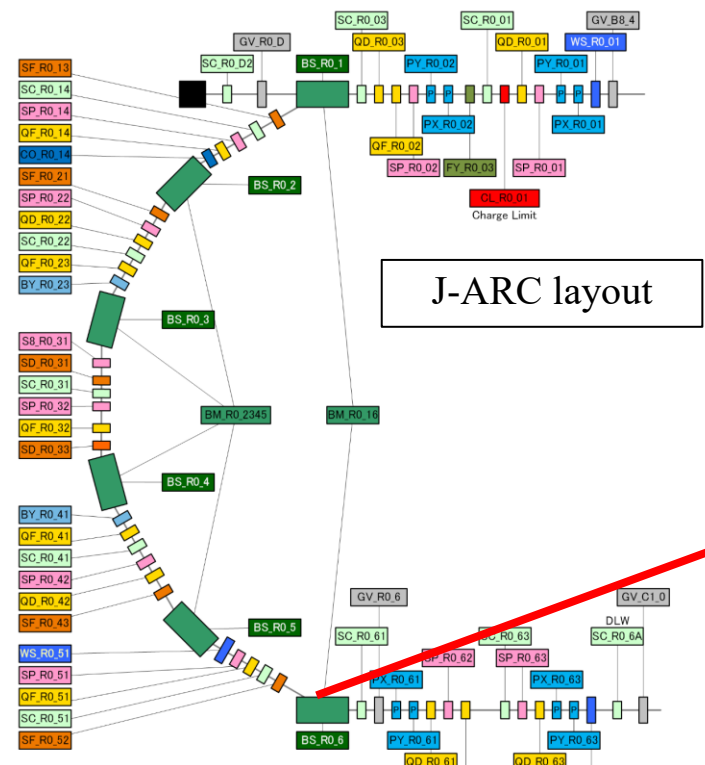 SC_R0_03
SC_R0_01
GV_B8_4
GV_R0_D
QD_R0_03
QD_R0_01
WS_R0_01
SF_R0_13
SC_R0_D2
BS_R0_1
PY_R0_02
PY_R0_01
SC_R0_14
SP_R0_14
P P P P
QF_R0_14
PX_R0_02
PX_R0_01
CO_R0_14
QF_R0_02
SF_R0_21
SP_R0_02
FY_R0_03
SP_R0_01
SP_R0_22
BS_R0_2
CL_R0_01
QD_R0_22
Charge Limit
SC_R0_22
QF_R0_23
BY_R0_23
J-ARC layout
BS_R0_3
S8_R0_31
SD_R0_31
SC_R0_31
SP_R0_32
BM_R0_2345
BM_R0_16
QF_R0_32
SD_R0_33
BS_R0_4
BY_R0_41
QF_R0_41
SC_R0_41
SP_R0_42
QD_R0_42
GV_R0_6
GV_C1_0
SF_R0_43
DLW
BS_R0_5
SC_R0_61
SC_R0_63
SC_R0_6A
WS_R0_51
SP_R0_62
SP_R0_63
SP_R0_51
PX_R0_61
PX_R0_63
QF_R0_51
P P P P
SC_R0_51
SF_R0_52
BS_R0_6
PY_R0_61
PY_R0_63
QD_R0_61
QD_R0_63